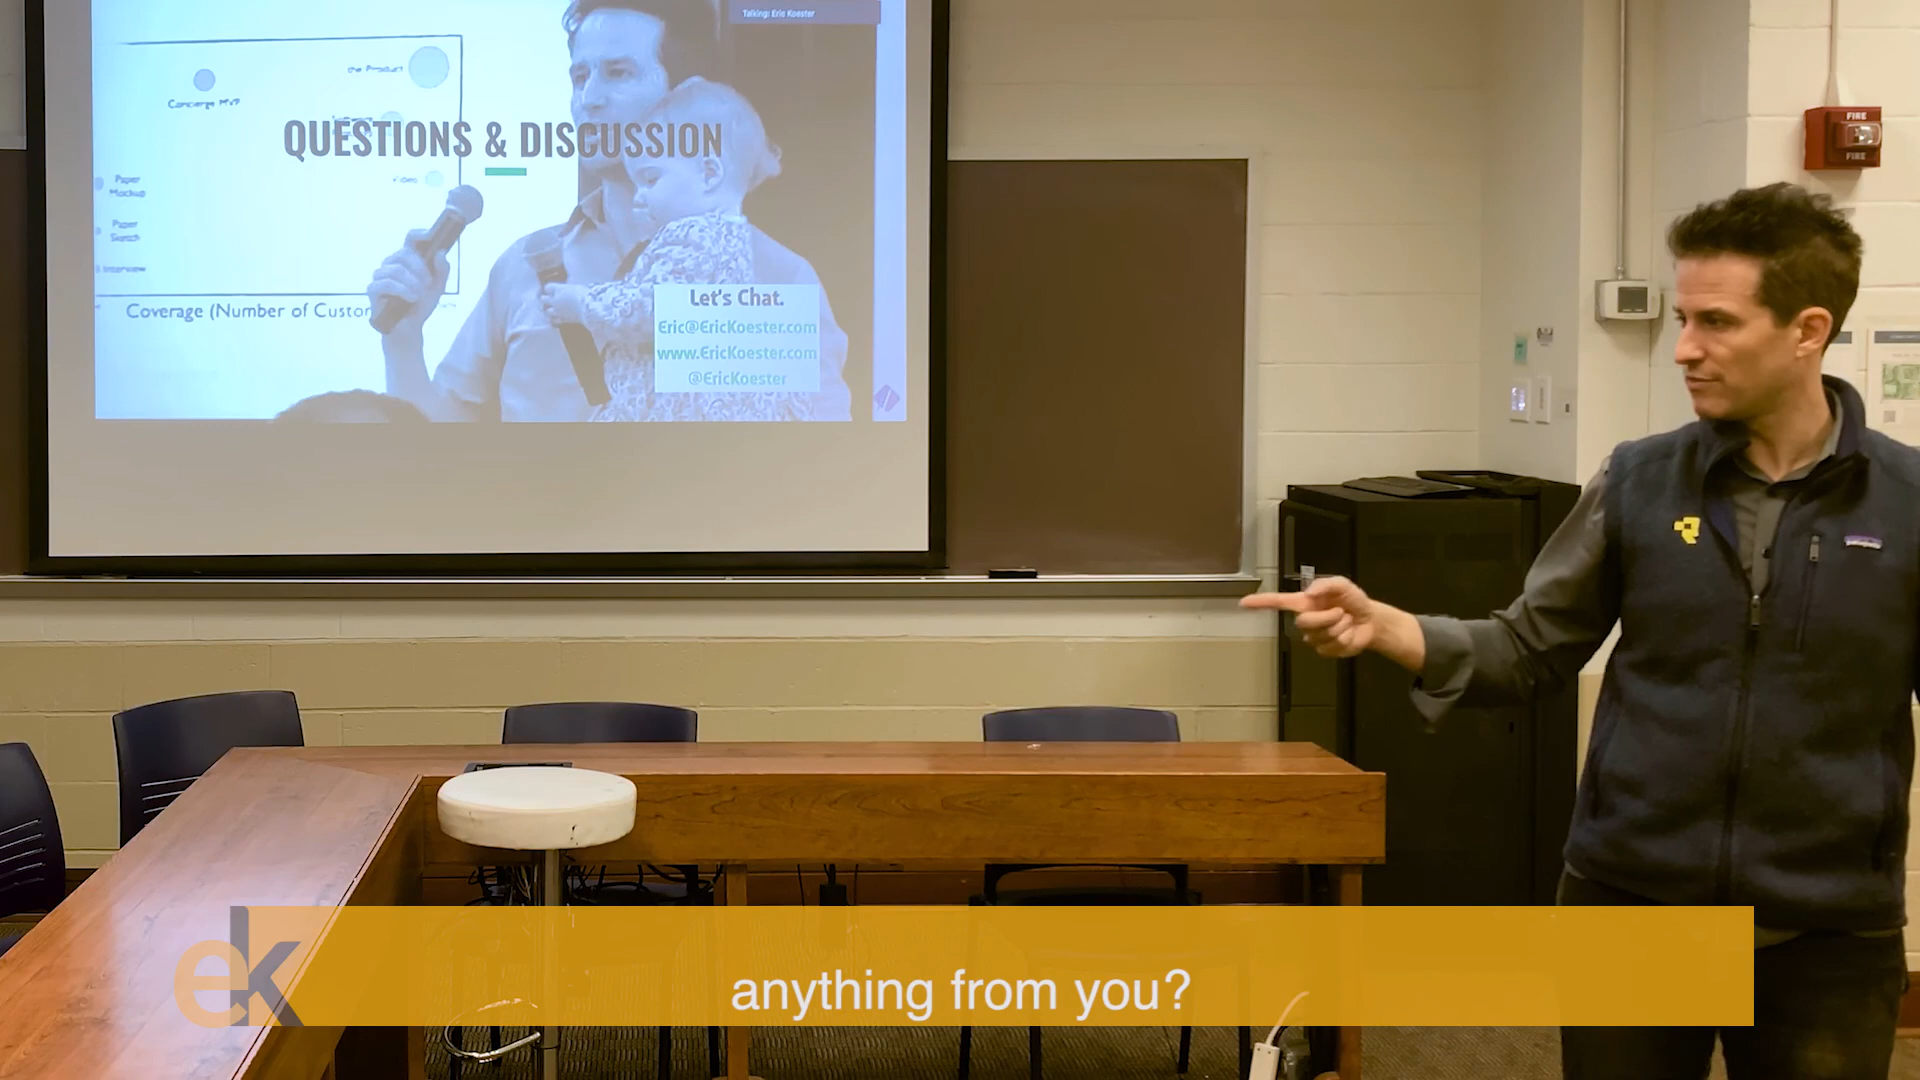 Talking: Eric Koester
the Product
Concierge MVP
QUESTIONS & DISCUSSION
Video
Paper
Mockup
Paper
Sketch
Interview
Coverage (Number of Custom
Let's Chat.
Eric@EricKoester.com
www.EricKoester.com
@EricKoester
FIRE
FIRE
patagonia
ek
anything from you?